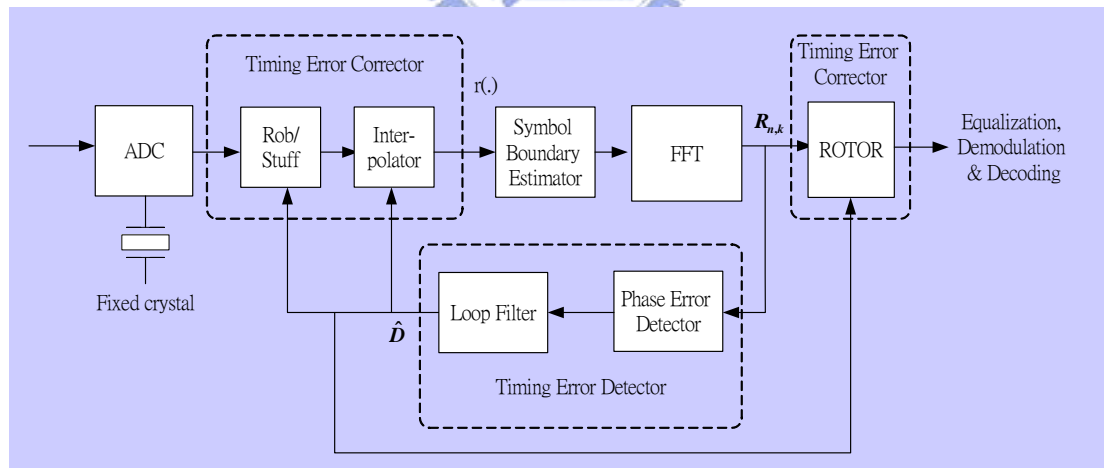 Timing Error Corrector
ADC
Rob/
Stuff
Inter-
polator
r(.)
Symbol
Boundary
Estimator
FFT
R_{n,k}
Timing Error
Corrector
ROTOR
Equalization,
Demodulation
& Decoding
Fixed crystal
D̂
Loop Filter
Phase Error
Detector
Timing Error Detector